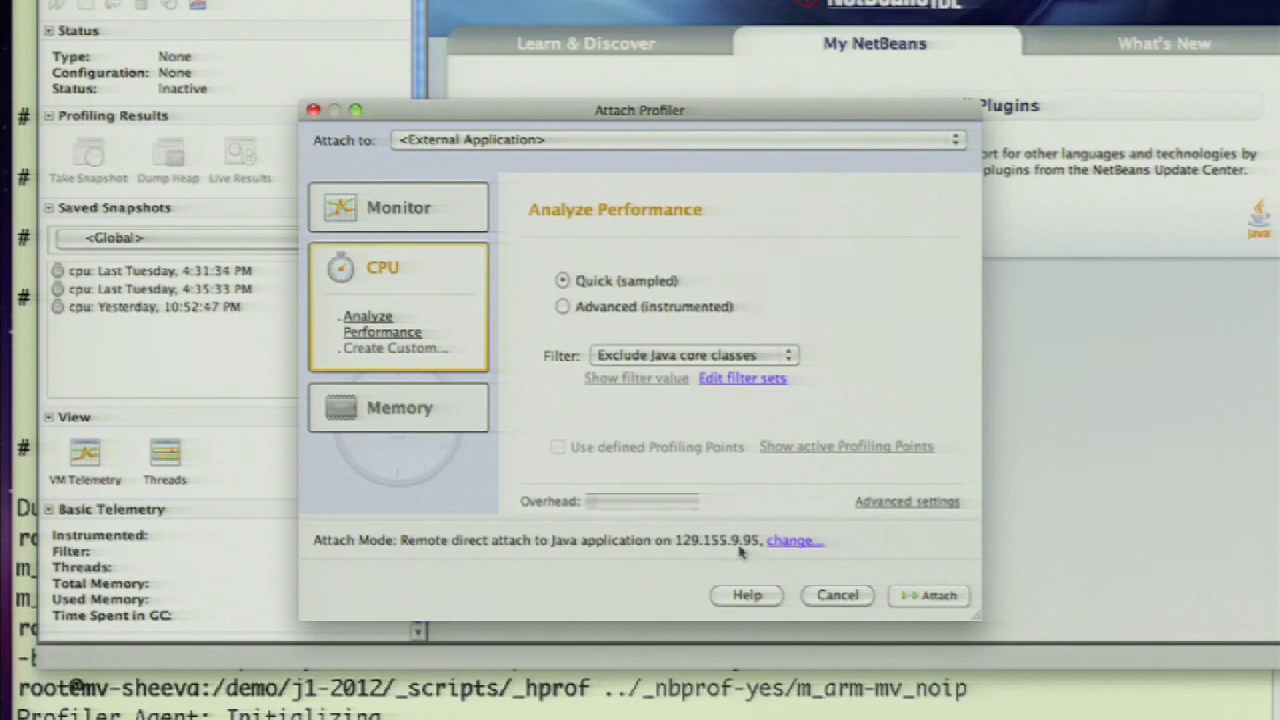 NetBeans IDE
Status
Learn & Discover
My NetBeans
What's New
Type: None
Configuration: None
Status: Inactive
Attach Profiler
Plugins
# Profiling Results
Attach to: <External Application>
ort for other languages and technologies by
plugins from the NetBeans Update Center.
#
Take Snapshot Dump Heap Live Results
Saved Snapshots
Monitor
Analyze Performance
Java
# <Global>
CPU
cpu: Last Tuesday, 4:31:34 PM
Quick (sampled)
cpu: Last Tuesday, 4:35:33 PM
#
cpu: Yesterday, 10:52:47 PM
Advanced (instrumented)
Analyze
Performance
Create Custom...
Filter: Exclude Java core classes
Show filter value Edit filter sets
Memory
View
#
Use defined Profiling Points Show active Profiling Points
VM Telemetry Threads
Overhead: Advanced settings
Basic Telemetry
Instrumented:
Filter:
Threads:
Total Memory:
Used Memory:
Time Spent in GC:
Attach Mode: Remote direct attach to Java application on 129.155.9.95, change...
Help Cancel Attach
root@mv-sheeva:/demo/j1-2012/_scripts/_hprof ../_nbprof-yes/m_arm-mv_noip
Profiler Agent: Initializing